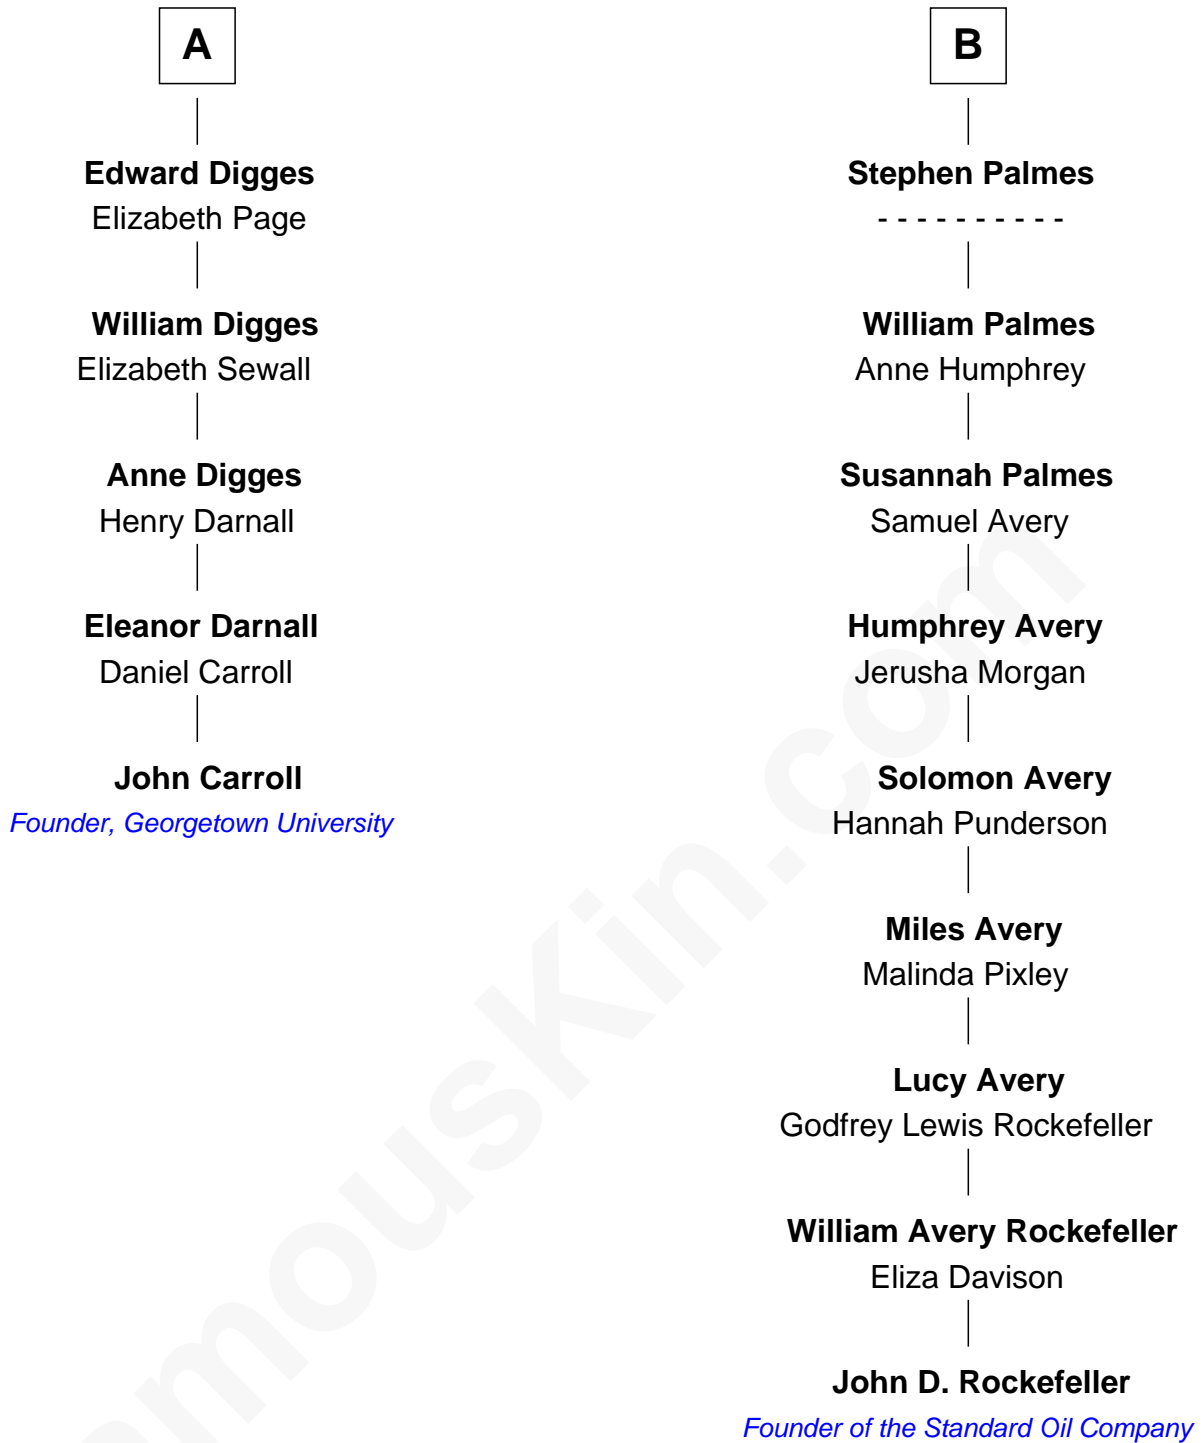 A
Edward Digges
Elizabeth Page
William Digges
Elizabeth Sewall
Anne Digges
Henry Darnall
Eleanor Darnall
Daniel Carroll
John Carroll
Founder, Georgetown University
B
Stephen Palmes
- - - - - - - - - -
William Palmes
Anne Humphrey
Susannah Palmes
Samuel Avery
Humphrey Avery
Jerusha Morgan
Solomon Avery
Hannah Punderson
Miles Avery
Malinda Pixley
Lucy Avery
Godfrey Lewis Rockefeller
William Avery Rockefeller
Eliza Davison
John D. Rockefeller
Founder of the Standard Oil Company
amouskin.com